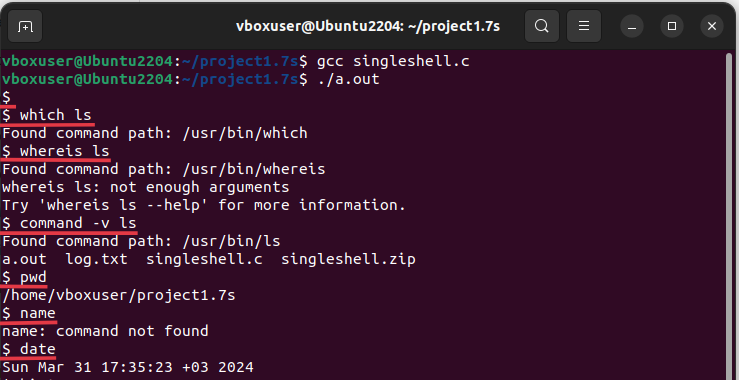 vboxuser@Ubuntu2204: ~/project1.7s
vboxuser@Ubuntu2204:~/project1.7s$ gcc singleshell.c
vboxuser@Ubuntu2204:~/project1.7s$ ./a.out
$
$ which ls
Found command path: /usr/bin/which
$ whereis ls
Found command path: /usr/bin/whereis
whereis ls: not enough arguments
Try 'whereis ls --help' for more information.
$ command -v ls
Found command path: /usr/bin/ls
a.out  log.txt  singleshell.c  singleshell.zip
$ pwd
/home/vboxuser/project1.7s
$ name
name: command not found
$ date
Sun Mar 31 17:35:23 +03 2024